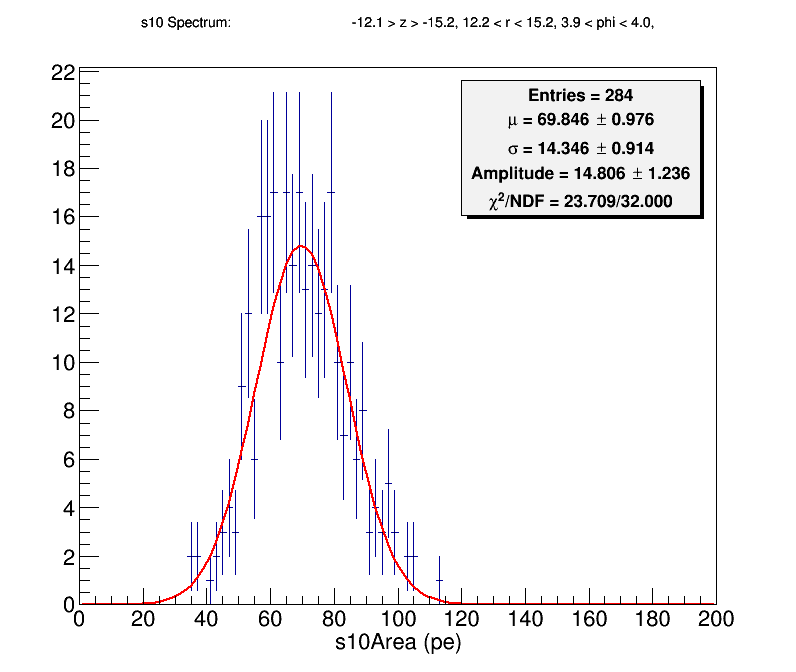 s10 Spectrum: -12.1 > z > -15.2, 12.2 < r < 15.2, 3.9 < phi < 4.0,
Entries = 284
μ = 69.846 ± 0.976
σ = 14.346 ± 0.914
Amplitude = 14.806 ± 1.236
χ²/NDF = 23.709/32.000
22
20
18
16
14
12
10
8
6
4
2
0
0 20 40 60 80 100 120 140 160 180 200
s10Area (pe)